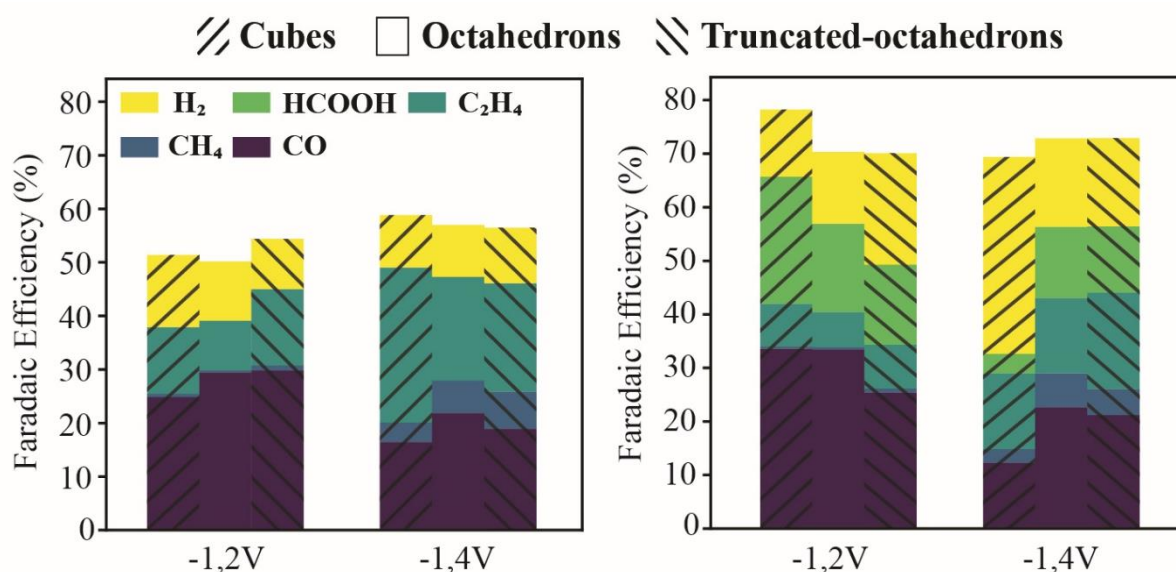 Cubes Octahedrons Truncated-octahedrons
Faradaic Efficiency (%)
80
70
60
50
40
30
20
10
0
H₂ HCOOH C₂H₄
CH₄ CO
-1,2V -1,4V
Faradaic Efficiency (%)
80
70
60
50
40
30
20
10
0
-1,2V -1,4V